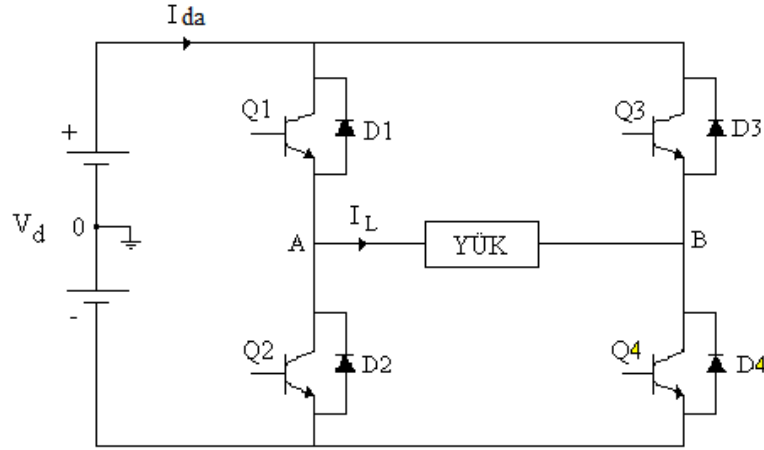 Ida
Q1
D1
Q3
D3
+
Vd
0
-
A
IL
YÜK
B
Q2
D2
Q4
D4